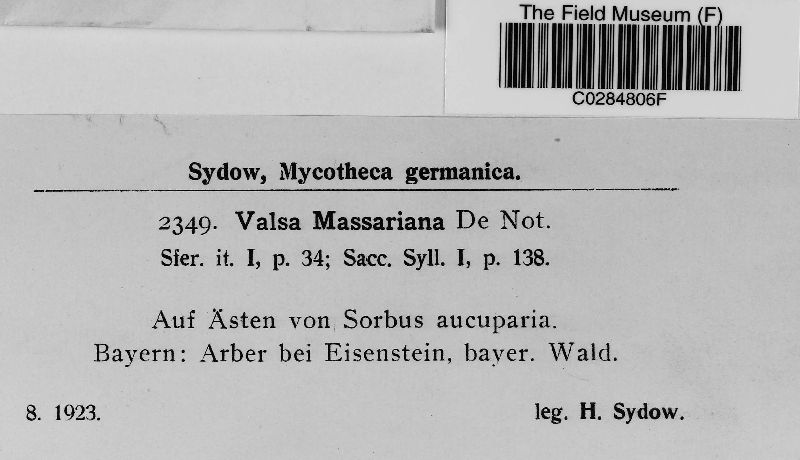 The Field Museum (F)
C0284806F
Sydow, Mycotheca germanica.
2349. Valsa Massariana De Not.
Sfer. it. I, p. 34; Sacc. Syll. I, p. 138.
Auf Ästen von Sorbus aucuparia.
Bayern: Arber bei Eisenstein, bayer. Wald.
8. 1923. leg. H. Sydow.